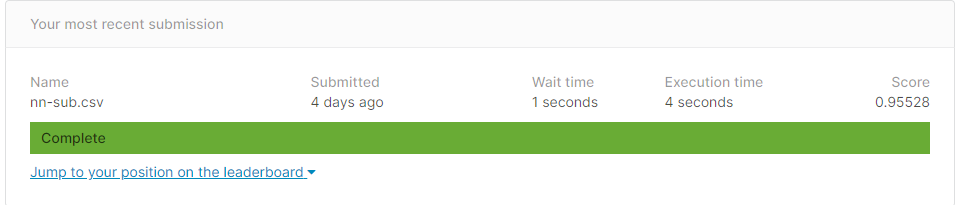 Your most recent submission
Name Submitted Wait time Execution time Score
nn-sub.csv 4 days ago 1 seconds 4 seconds 0.95528
Complete
Jump to your position on the leaderboard